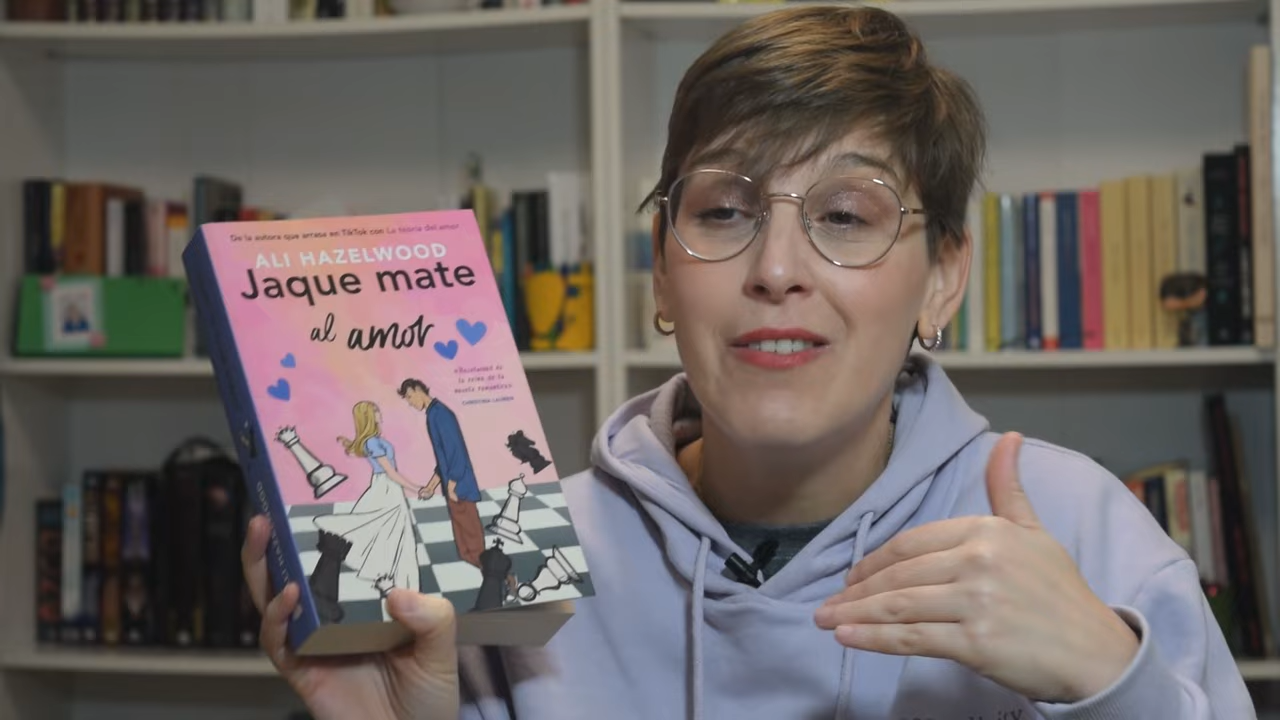 De la autora que arrasa en TikTok con La teoría del amor
ALI HAZELWOOD
Jaque mate
al amor
«Hazelwood es
la reina de la
novela romántica»
CHRISTINA LAUREN